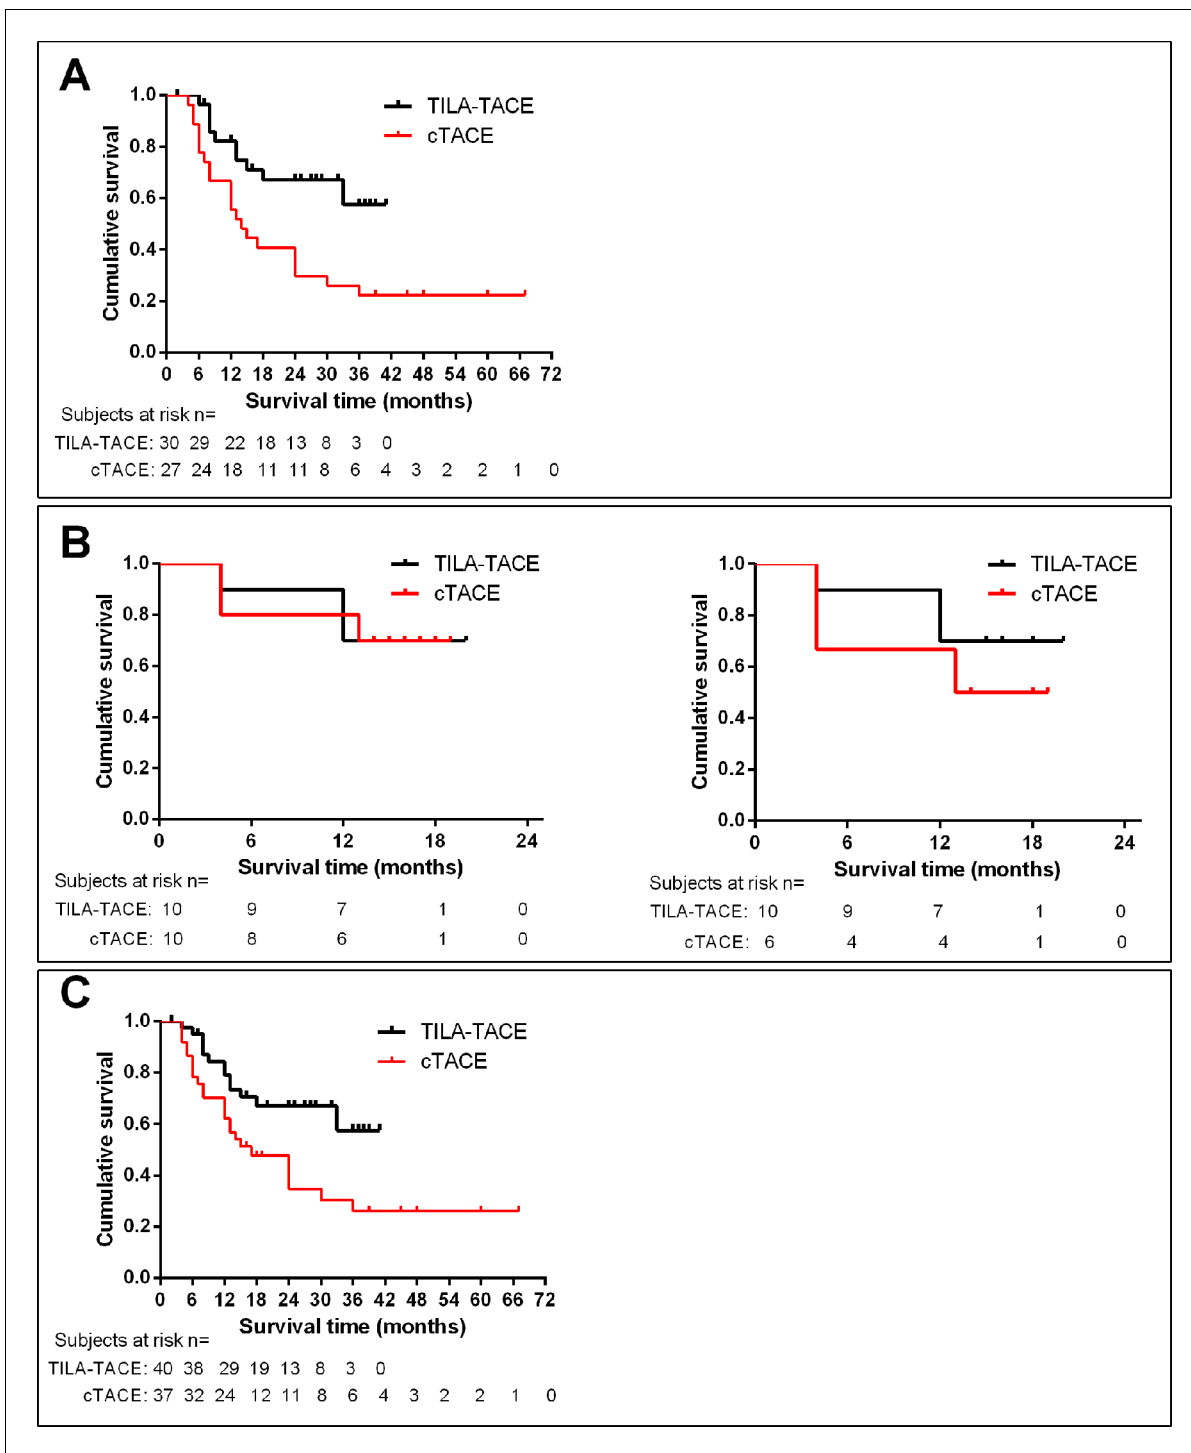 A
1.0
0.8
0.6
0.4
0.2
0.0
Cumulative survival
TILA-TACE
cTACE
0 6 12 18 24 30 36 42 48 54 60 66 72
Survival time (months)
Subjects at risk n=
TILA-TACE: 30 29 22 18 13 8 3 0
cTACE: 27 24 18 11 11 8 6 4 3 2 2 1 0
B
1.0
0.8
0.6
0.4
0.2
0.0
Cumulative survival
TILA-TACE
cTACE
0 6 12 18 24
Survival time (months)
Subjects at risk n=
TILA-TACE: 10 9 7 1 0
cTACE: 10 8 6 1 0
1.0
0.8
0.6
0.4
0.2
0.0
Cumulative survival
TILA-TACE
cTACE
0 6 12 18 24
Survival time (months)
Subjects at risk n=
TILA-TACE: 10 9 7 1 0
cTACE: 6 4 4 1 0
C
1.0
0.8
0.6
0.4
0.2
0.0
Cumulative survival
TILA-TACE
cTACE
0 6 12 18 24 30 36 42 48 54 60 66 72
Survival time (months)
Subjects at risk n=
TILA-TACE: 40 38 29 19 13 8 3 0
cTACE: 37 32 24 12 11 8 6 4 3 2 2 1 0